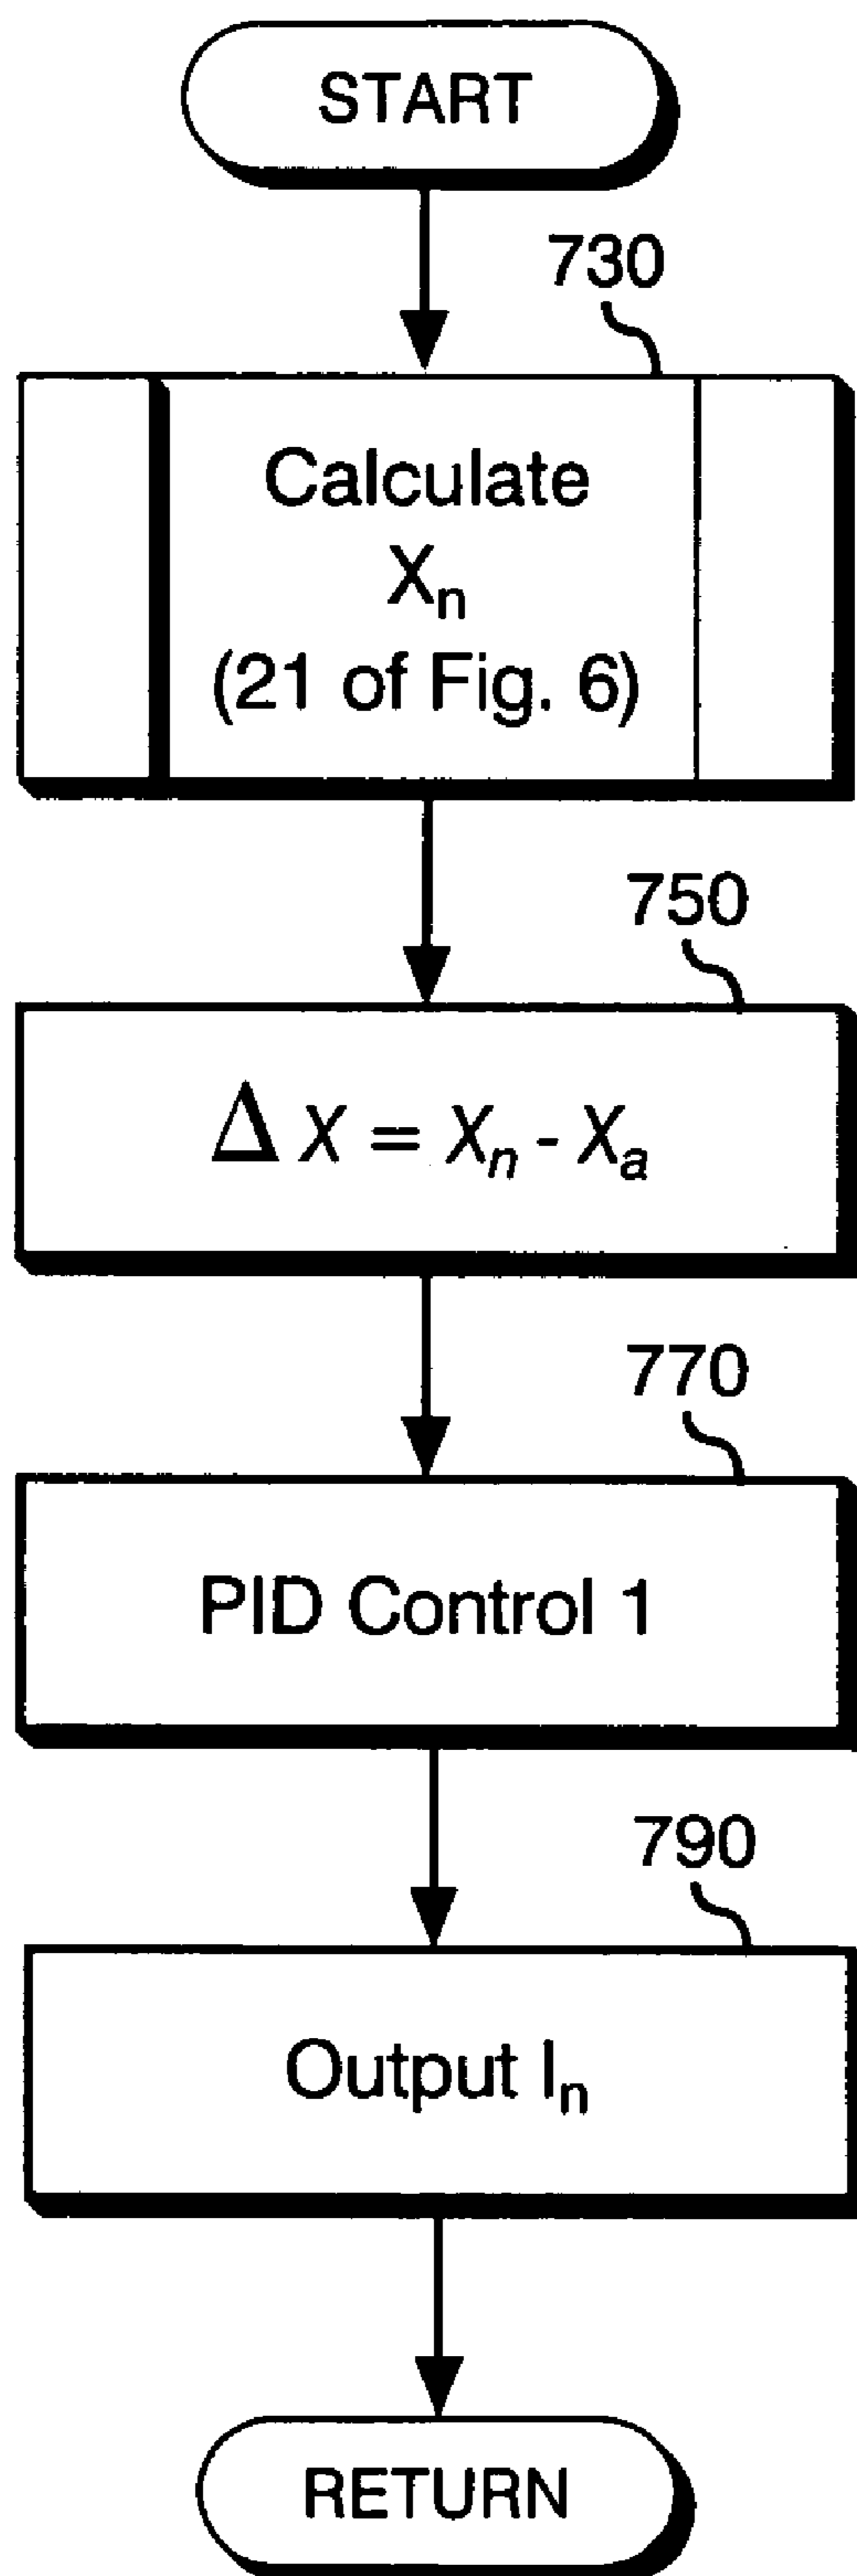 START
730
Calculate
Xn
(21 of Fig. 6)
750
Δ X = Xn - Xa
770
PID Control 1
790
Output In
RETURN